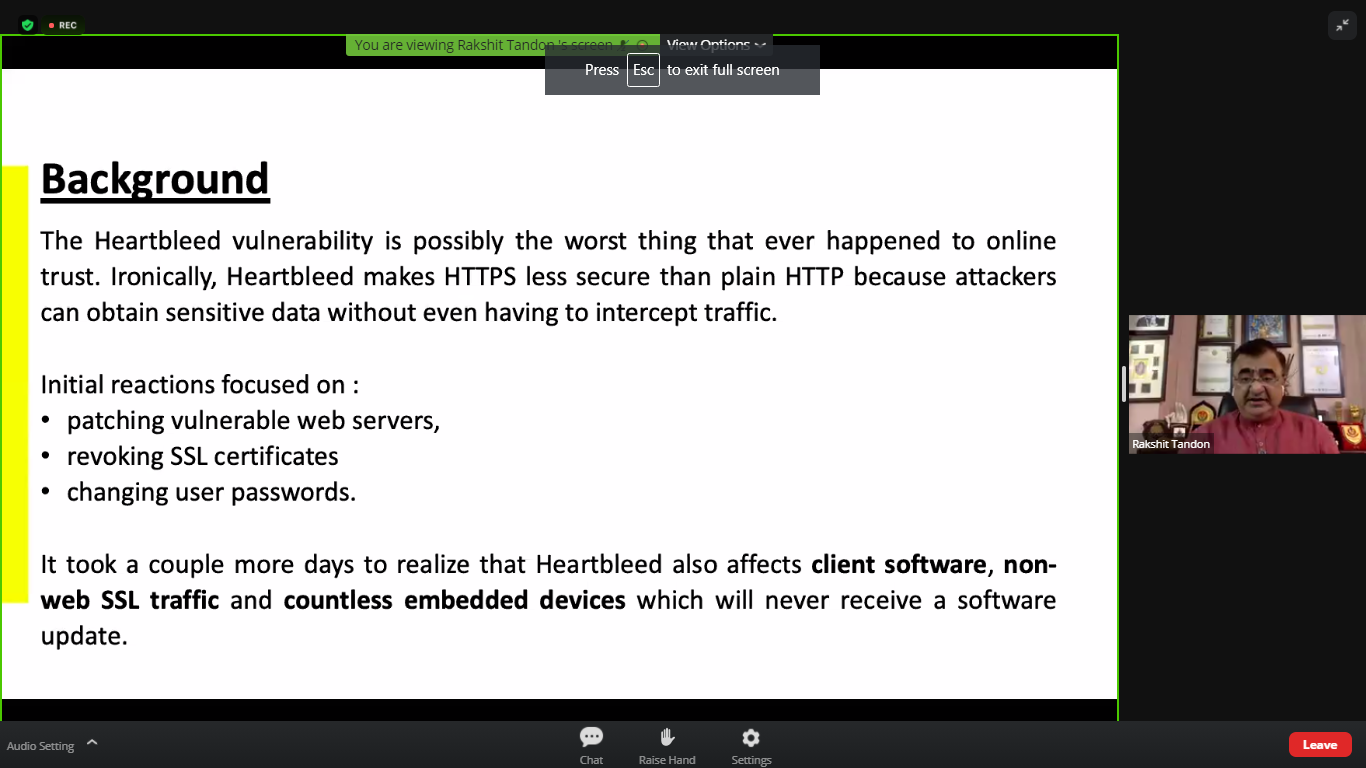 REC
You are viewing Rakshit Tandon 's screen
View Options
Press Esc to exit full screen
Background
The Heartbleed vulnerability is possibly the worst thing that ever happened to online
trust. Ironically, Heartbleed makes HTTPS less secure than plain HTTP because attackers
can obtain sensitive data without even having to intercept traffic.
Initial reactions focused on :
• patching vulnerable web servers,
• revoking SSL certificates
• changing user passwords.
It took a couple more days to realize that Heartbleed also affects client software, non-
web SSL traffic and countless embedded devices which will never receive a software
update.
Rakshit Tandon
Audio Setting
Chat
Raise Hand
Settings
Leave